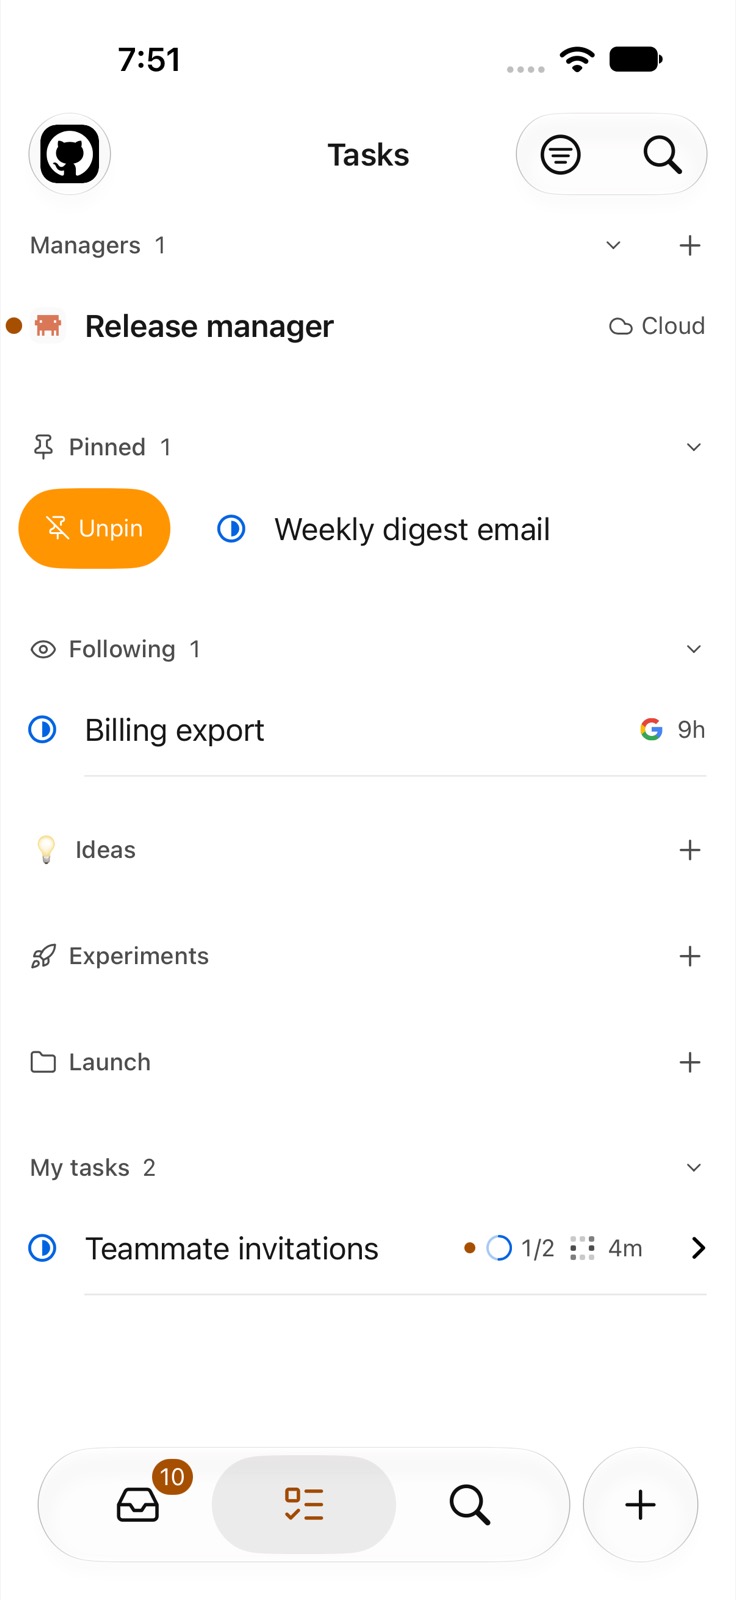 7:51
Tasks
Managers 1
Release manager Cloud
Pinned 1
Unpin Weekly digest email
Following 1
Billing export 9h
Ideas
Experiments
Launch
My tasks 2
Teammate invitations 1/2 4m
10